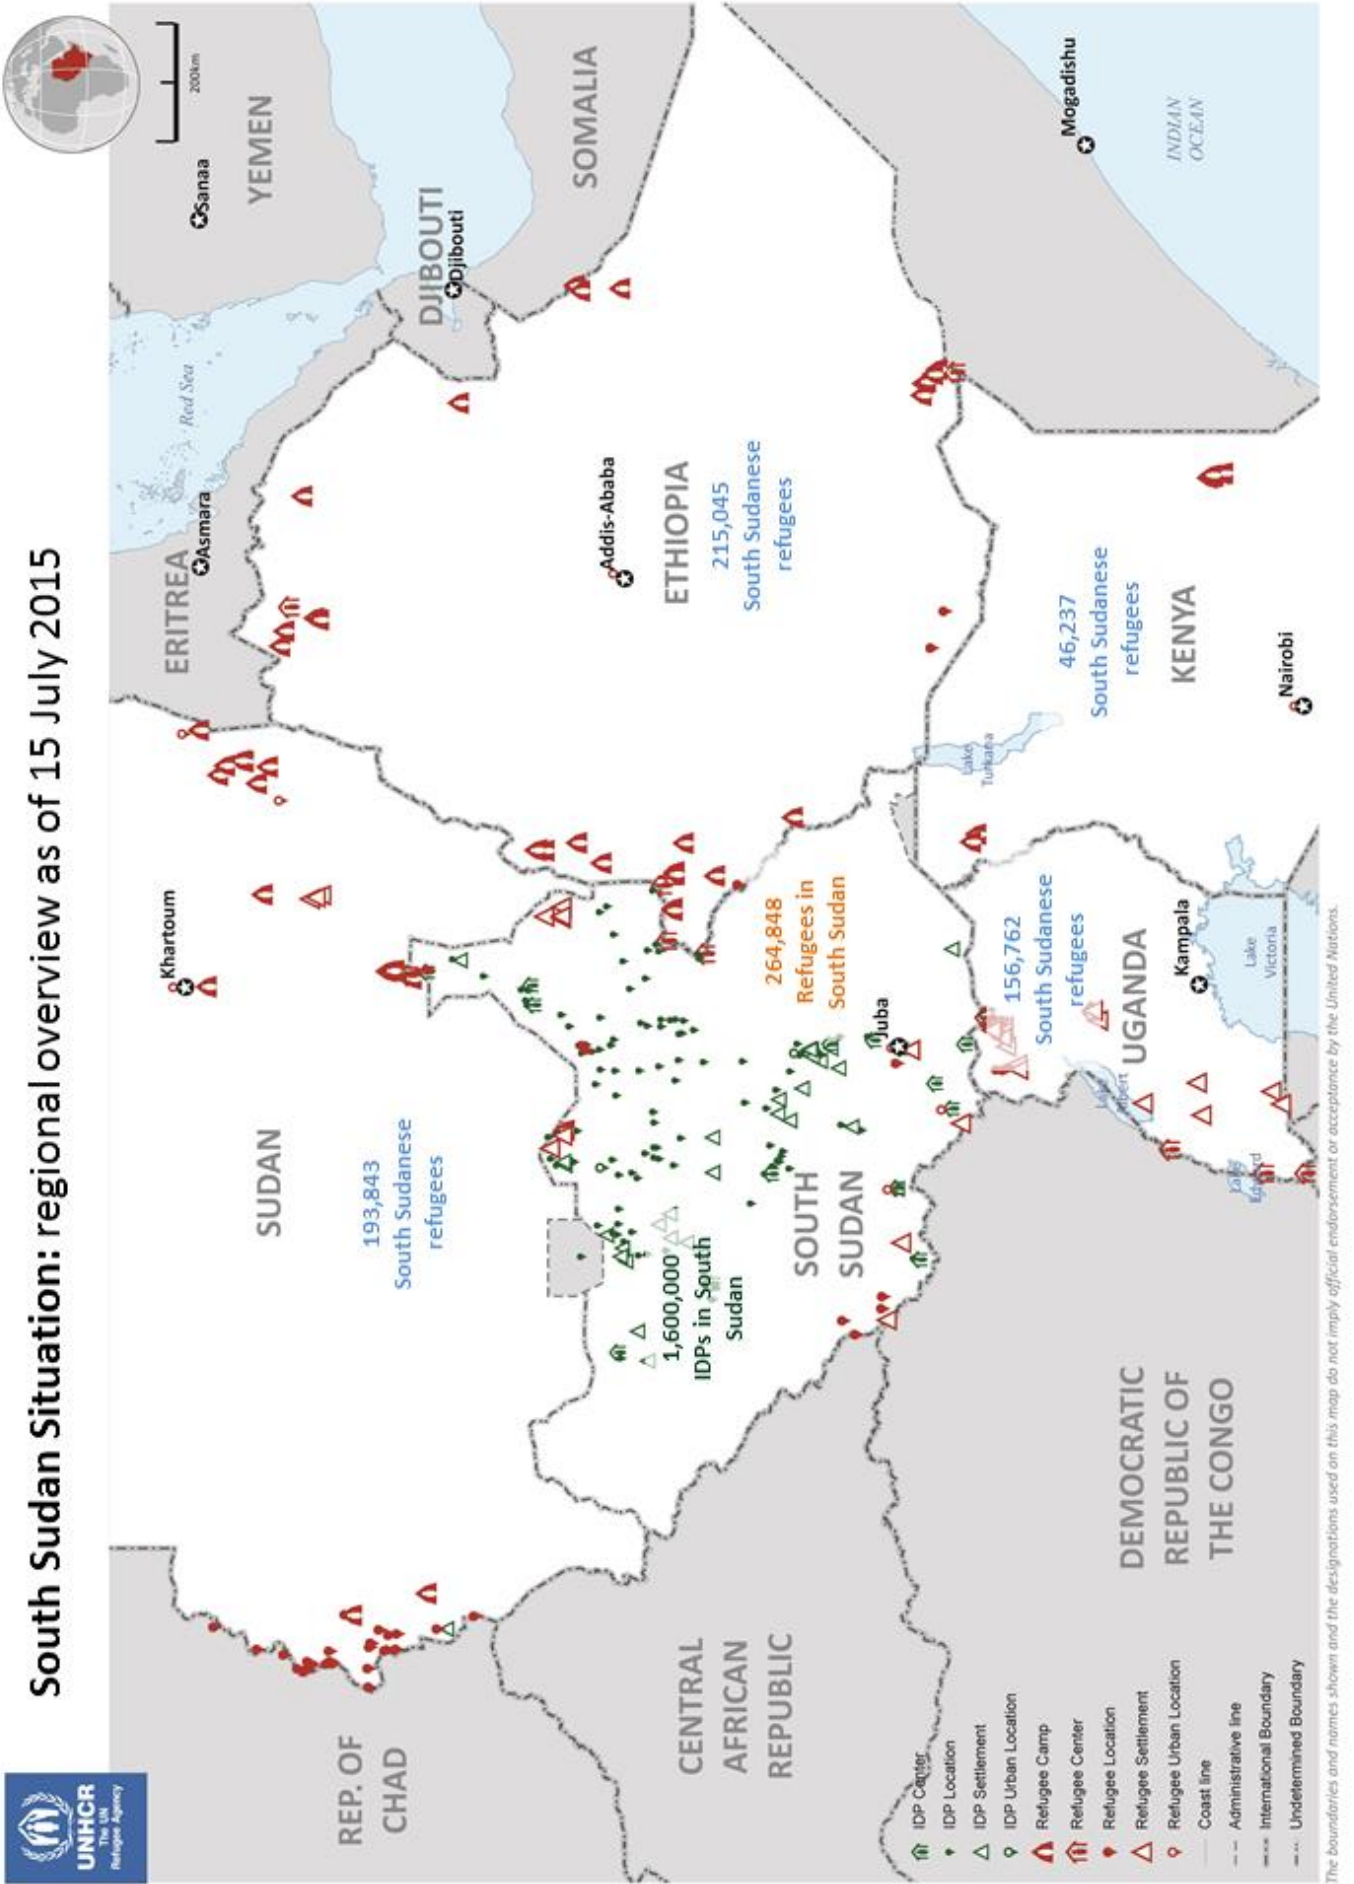 South Sudan Situation: regional overview as of 15 July 2015
UNHCR
The UN
Refugee Agency
200km
Sanaa
YEMEN
Red Sea
Asmara
ERITREA
DJIBOUTI
Djibouti
SOMALIA
Mogadishu
INDIAN
OCEAN
Khartoum
SUDAN
193,843
South Sudanese
refugees
Addis-Ababa
ETHIOPIA
215,045
South Sudanese
refugees
46,237
South Sudanese
refugees
KENYA
Nairobi
Lake
Turkana
264,848
Refugees in
South Sudan
Juba
SOUTH
SUDAN
1,600,000
IDPs in South
Sudan
156,762
South Sudanese
refugees
UGANDA
Kampala
Lake
Victoria
Lake
Albert
Lake
Edward
REP. OF
CHAD
CENTRAL
AFRICAN
REPUBLIC
DEMOCRATIC
REPUBLIC OF
THE CONGO
IDP Center
IDP Location
IDP Settlement
IDP Urban Location
Refugee Camp
Refugee Center
Refugee Location
Refugee Settlement
Refugee Urban Location
Coast line
Administrative line
International Boundary
Undetermined Boundary
The boundaries and names shown and the designations used on this map do not imply official endorsement or acceptance by the United Nations.